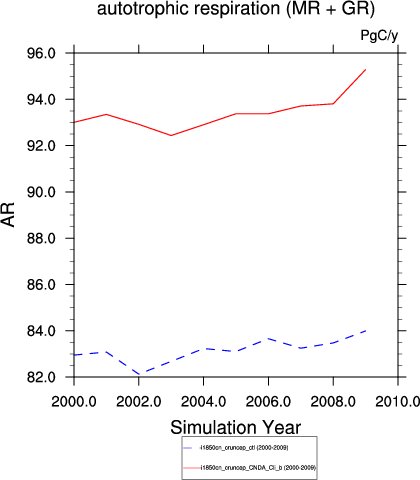 autotrophic respiration (MR + GR)
PgC/y
96.0
94.0
92.0
90.0
88.0
86.0
84.0
82.0
AR
2000.0 2002.0 2004.0 2006.0 2008.0 2010.0
Simulation Year
i1850cn_cruncep_ctl (2000-2009)
i1850cn_cruncep_CNDA_Cli_b (2000-2009)